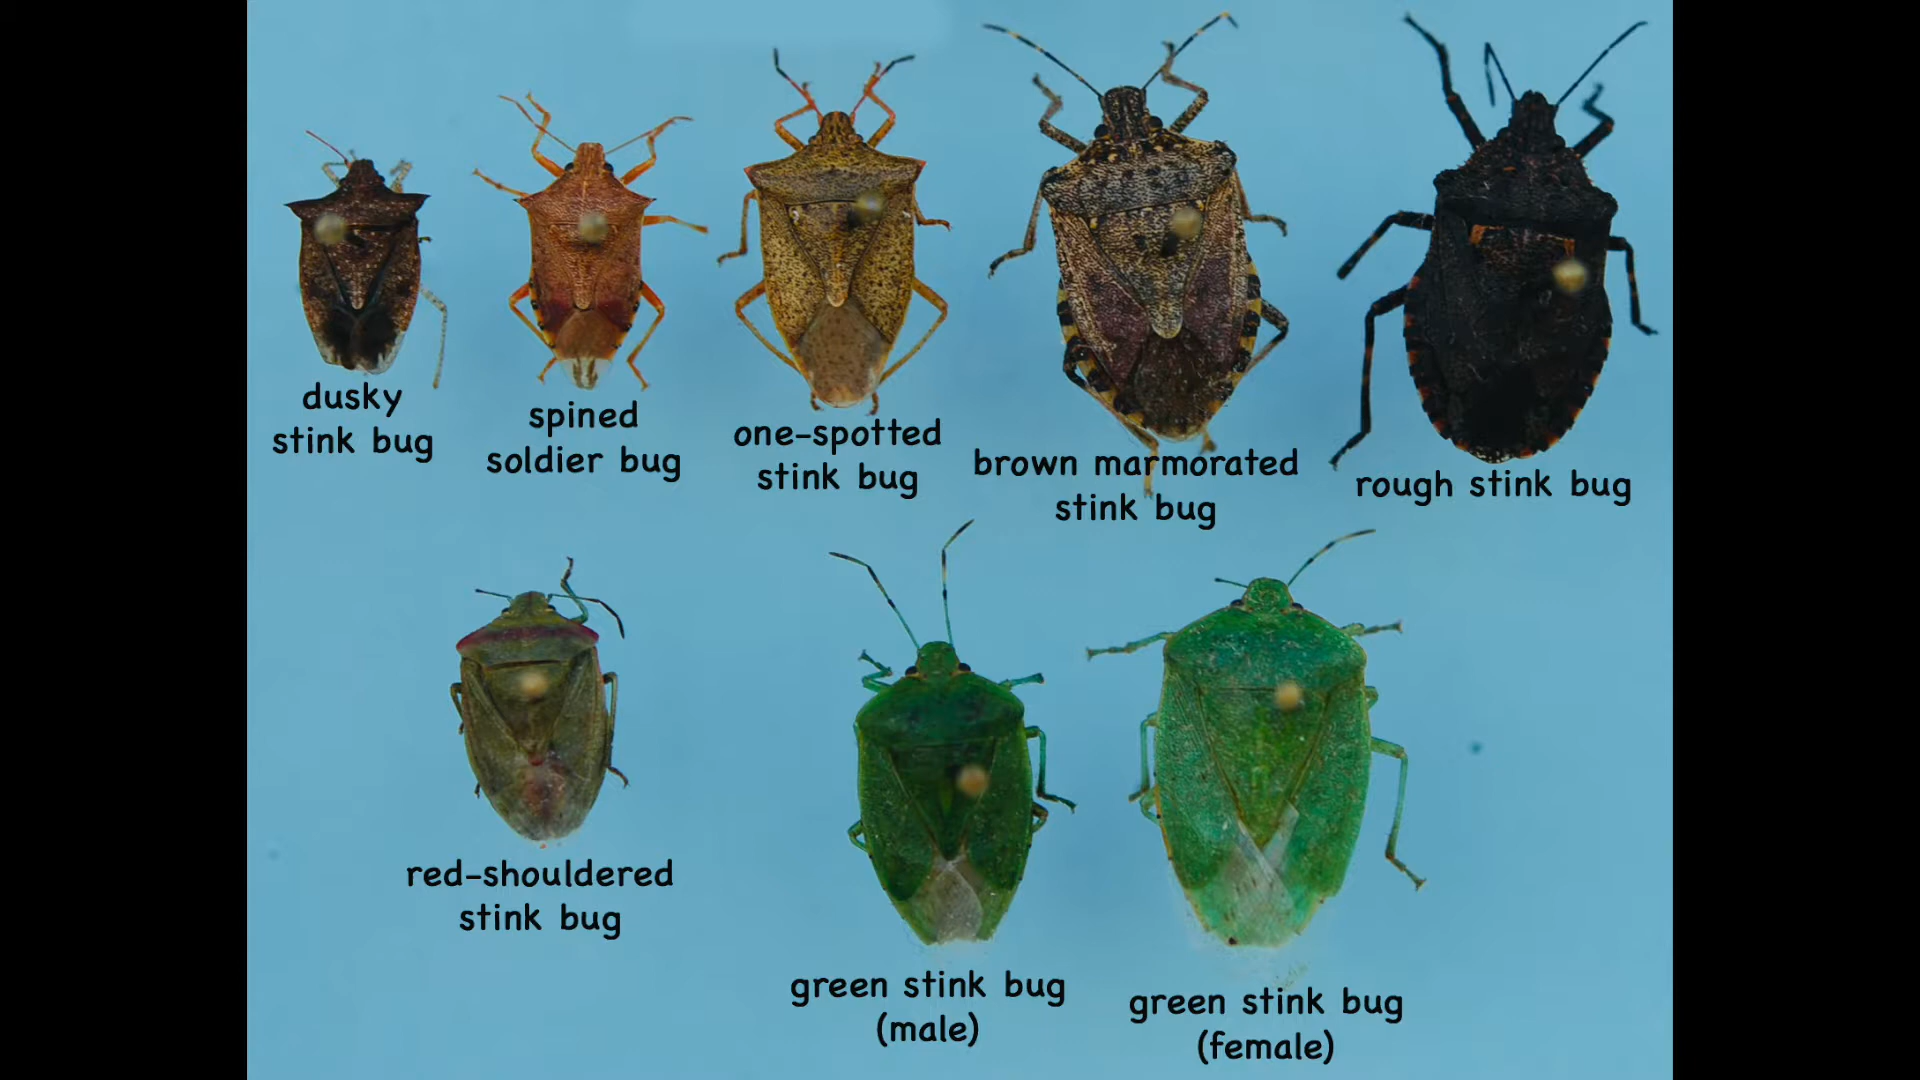 dusky
stink bug
spined
soldier bug
one-spotted
stink bug
brown marmorated
stink bug
rough stink bug
red-shouldered
stink bug
green stink bug
(male)
green stink bug
(female)